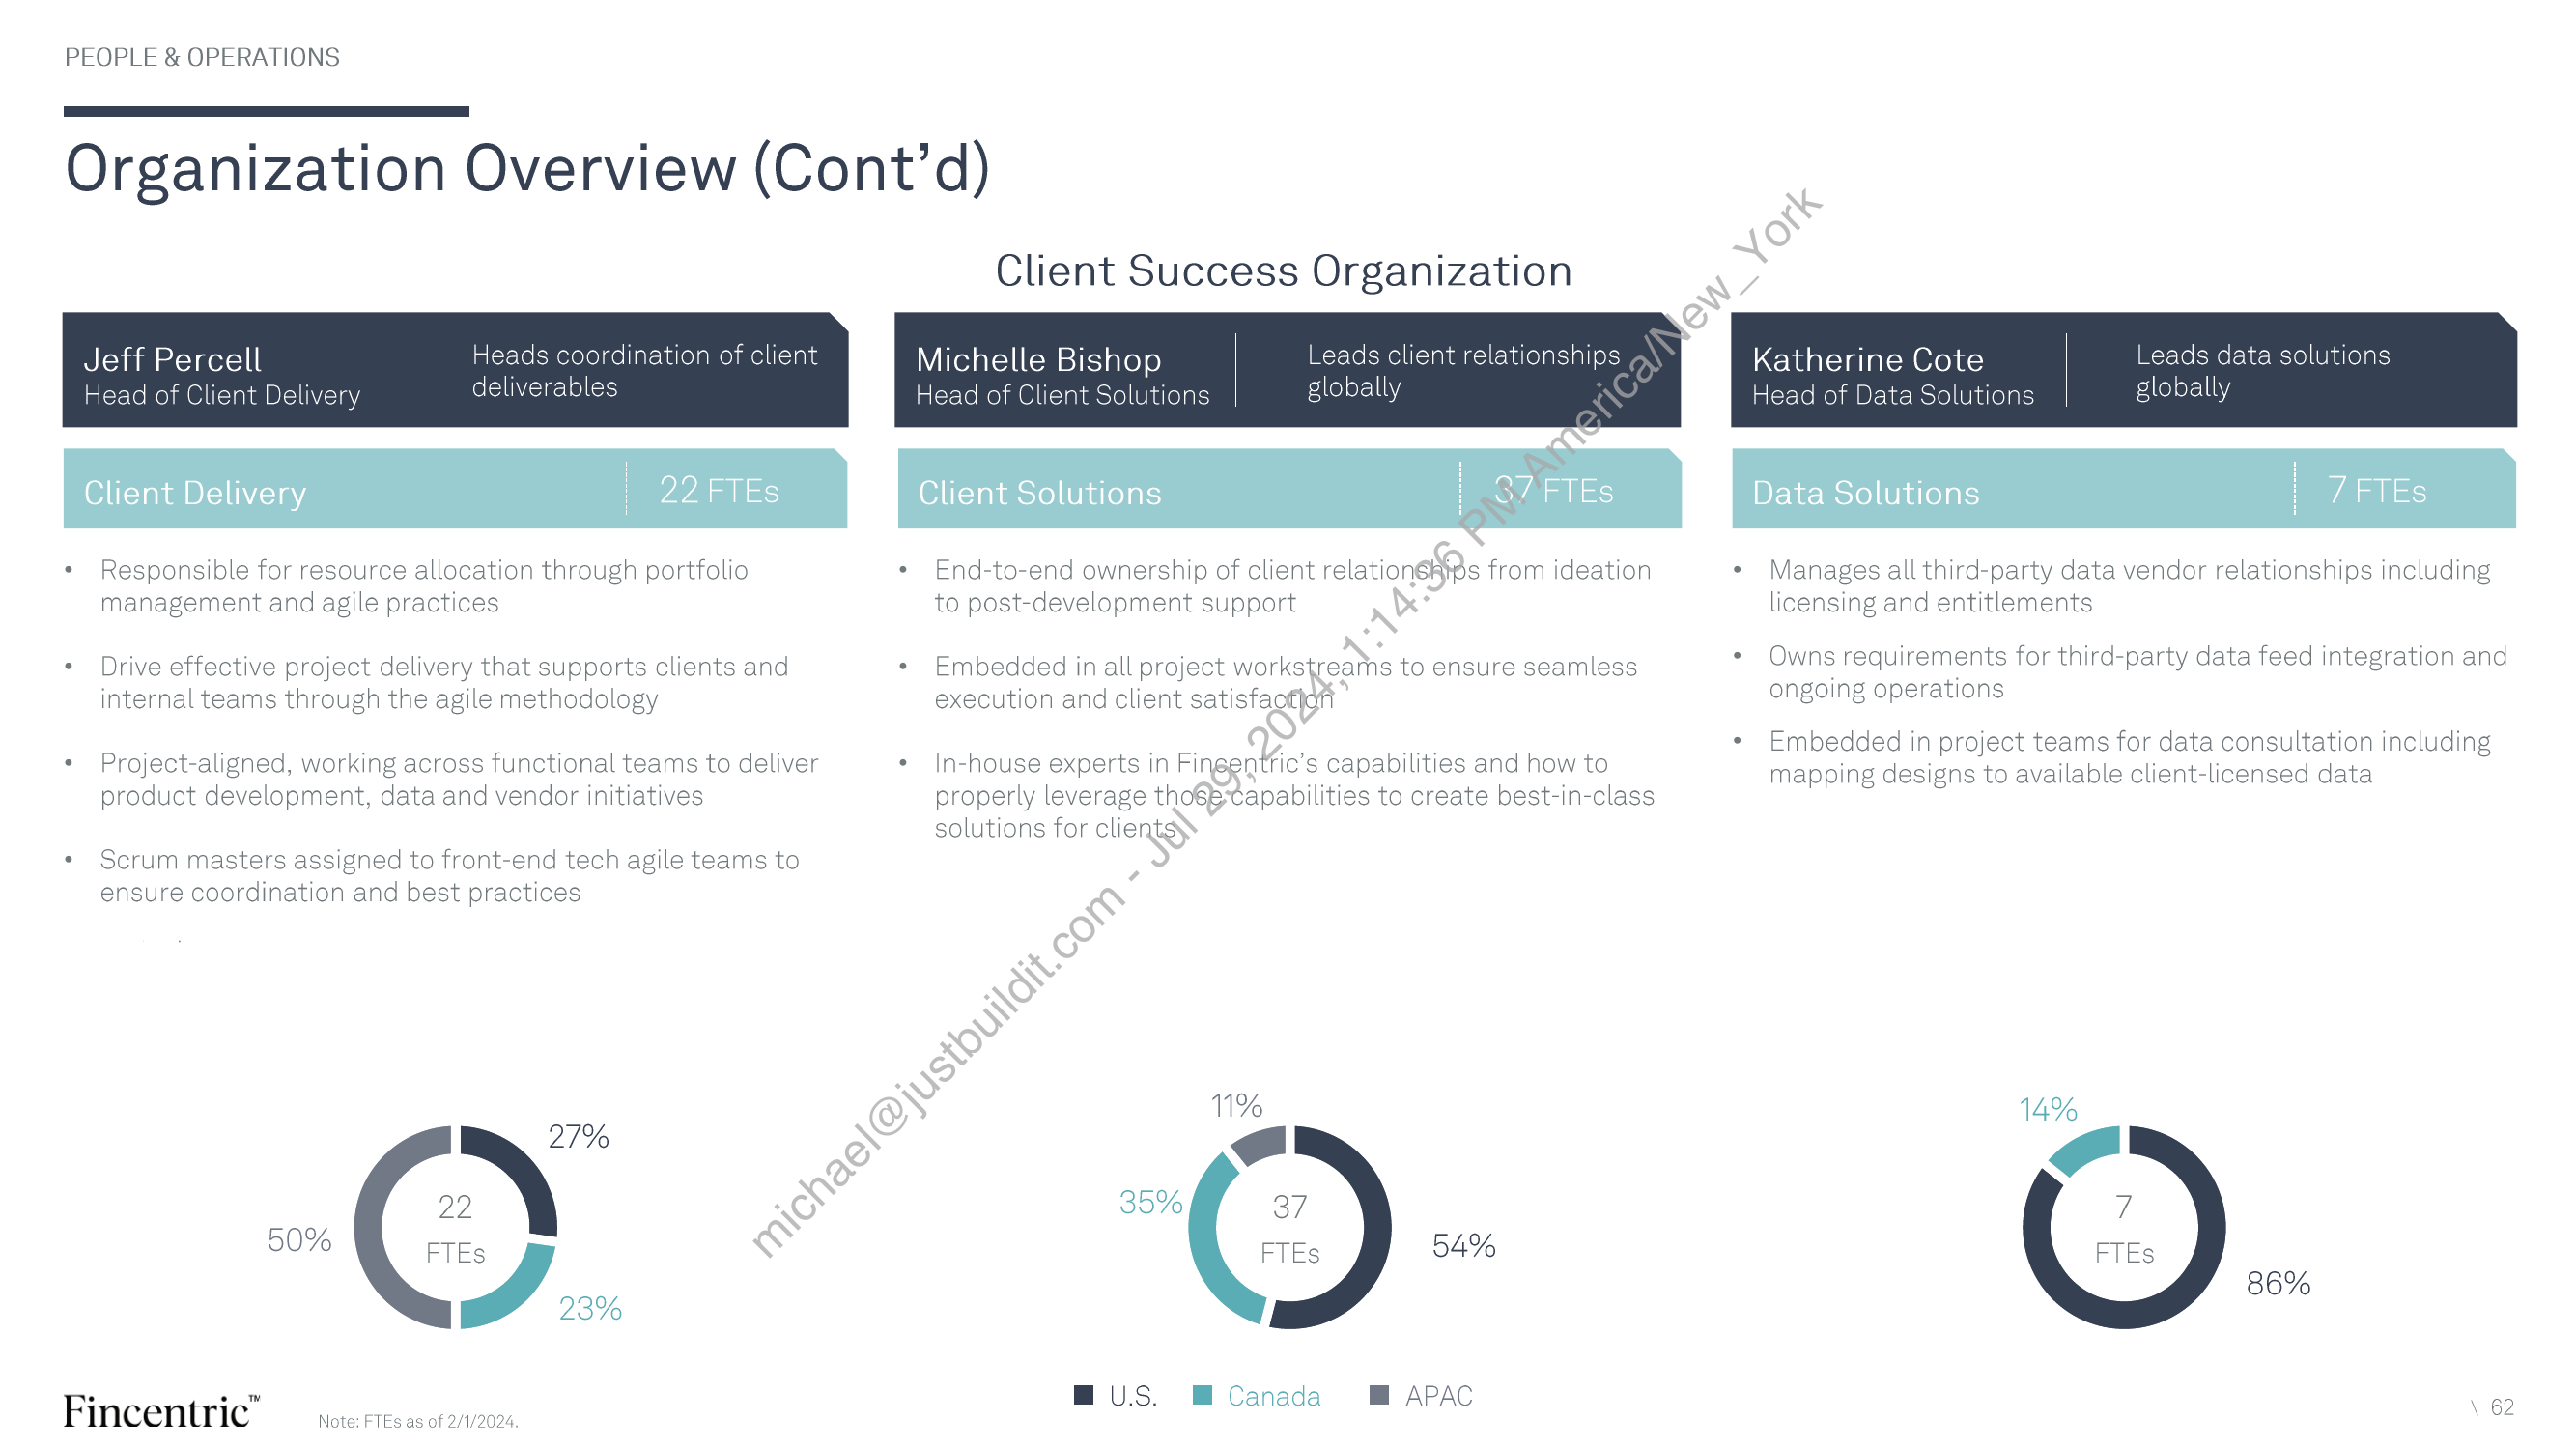 PEOPLE & OPERATIONS
Organization Overview (Cont’d)
Client Success Organization
Jeff Percell
Head of Client Delivery
Heads coordination of client
deliverables
Michelle Bishop
Head of Client Solutions
Leads client relationships
globally
Katherine Cote
Head of Data Solutions
Leads data solutions
globally
Client Delivery
22 FTEs
Client Solutions
37 FTEs
Data Solutions
7 FTEs
• Responsible for resource allocation through portfolio
management and agile practices
• Drive effective project delivery that supports clients and
internal teams through the agile methodology
• Project-aligned, working across functional teams to deliver
product development, data and vendor initiatives
• Scrum masters assigned to front-end tech agile teams to
ensure coordination and best practices
• End-to-end ownership of client relationships from ideation
to post-development support
• Embedded in all project workstreams to ensure seamless
execution and client satisfaction
• In-house experts in Fincentric’s capabilities and how to
properly leverage those capabilities to create best-in-class
solutions for clients
• Manages all third-party data vendor relationships including
licensing and entitlements
• Owns requirements for third-party data feed integration and
ongoing operations
• Embedded in project teams for data consultation including
mapping designs to available client-licensed data
michael@justbuildit.com - Jul 29, 2024, 1:14:36 PM America/New_York
27%
50%
23%
22
FTEs
11%
35%
54%
37
FTEs
14%
86%
7
FTEs
U.S.
Canada
APAC
Fincentric™
Note: FTEs as of 2/1/2024.
\ 62